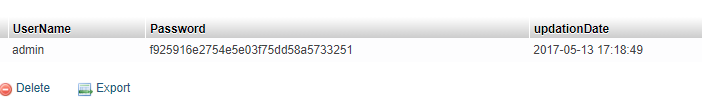 UserName Password updationDate
admin f925916e2754e5e03f75dd58a5733251 2017-05-13 17:18:49
Delete Export